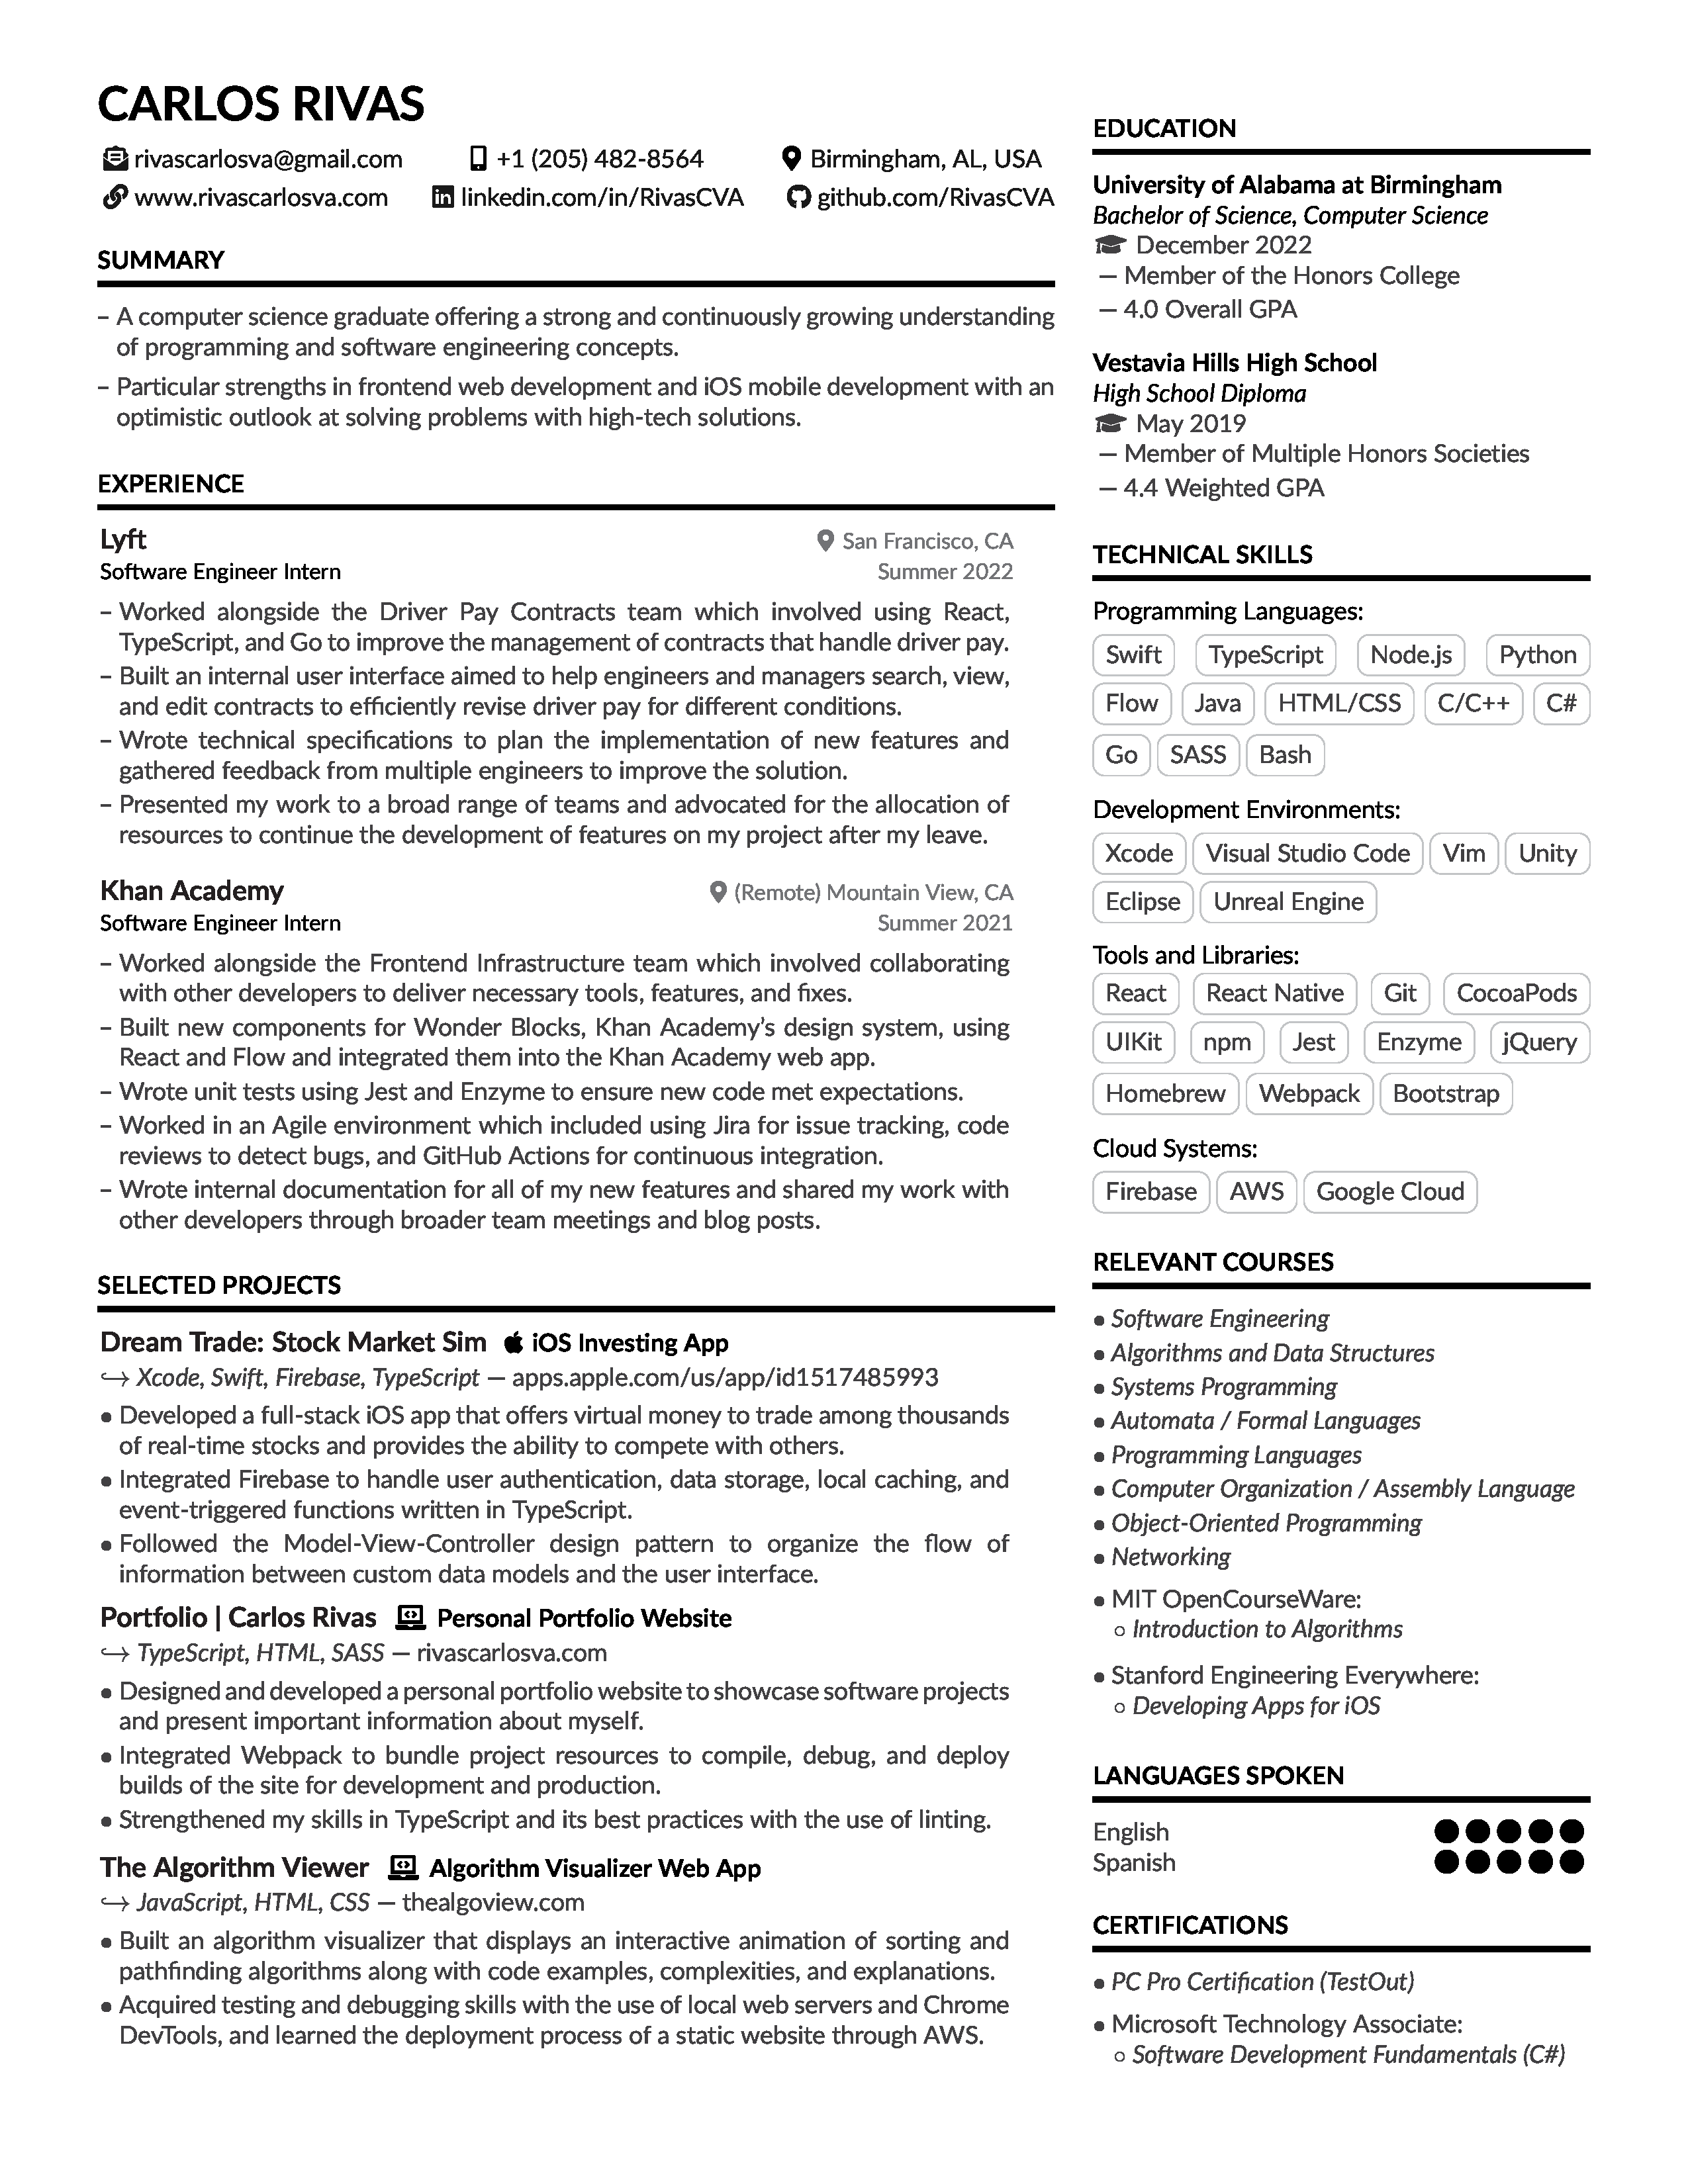 CARLOS RIVAS
rivascarlosva@gmail.com +1 (205) 482-8564 Birmingham, AL, USA
www.rivascarlosva.com linkedin.com/in/RivasCVA github.com/RivasCVA
SUMMARY
– A computer science graduate offering a strong and continuously growing understanding
of programming and software engineering concepts.
– Particular strengths in frontend web development and iOS mobile development with an
optimistic outlook at solving problems with high-tech solutions.
EXPERIENCE
Lyft San Francisco, CA
Software Engineer Intern Summer 2022
– Worked alongside the Driver Pay Contracts team which involved using React,
TypeScript, and Go to improve the management of contracts that handle driver pay.
– Built an internal user interface aimed to help engineers and managers search, view,
and edit contracts to efficiently revise driver pay for different conditions.
– Wrote technical specifications to plan the implementation of new features and
gathered feedback from multiple engineers to improve the solution.
– Presented my work to a broad range of teams and advocated for the allocation of
resources to continue the development of features on my project after my leave.
Khan Academy (Remote) Mountain View, CA
Software Engineer Intern Summer 2021
– Worked alongside the Frontend Infrastructure team which involved collaborating
with other developers to deliver necessary tools, features, and fixes.
– Built new components for Wonder Blocks, Khan Academy's design system, using
React and Flow and integrated them into the Khan Academy web app.
– Wrote unit tests using Jest and Enzyme to ensure new code met expectations.
– Worked in an Agile environment which included using Jira for issue tracking, code
reviews to detect bugs, and GitHub Actions for continuous integration.
– Wrote internal documentation for all of my new features and shared my work with
other developers through broader team meetings and blog posts.
SELECTED PROJECTS
Dream Trade: Stock Market Sim iOS Investing App
↪ Xcode, Swift, Firebase, TypeScript — apps.apple.com/us/app/id1517485993
• Developed a full-stack iOS app that offers virtual money to trade among thousands
of real-time stocks and provides the ability to compete with others.
• Integrated Firebase to handle user authentication, data storage, local caching, and
event-triggered functions written in TypeScript.
• Followed the Model-View-Controller design pattern to organize the flow of
information between custom data models and the user interface.
Portfolio | Carlos Rivas Personal Portfolio Website
↪ TypeScript, HTML, SASS — rivascarlosva.com
• Designed and developed a personal portfolio website to showcase software projects
and present important information about myself.
• Integrated Webpack to bundle project resources to compile, debug, and deploy
builds of the site for development and production.
• Strengthened my skills in TypeScript and its best practices with the use of linting.
The Algorithm Viewer Algorithm Visualizer Web App
↪ JavaScript, HTML, CSS — thealgoview.com
• Built an algorithm visualizer that displays an interactive animation of sorting and
pathfinding algorithms along with code examples, complexities, and explanations.
• Acquired testing and debugging skills with the use of local web servers and Chrome
DevTools, and learned the deployment process of a static website through AWS.
EDUCATION
University of Alabama at Birmingham
Bachelor of Science, Computer Science
December 2022
— Member of the Honors College
— 4.0 Overall GPA
Vestavia Hills High School
High School Diploma
May 2019
— Member of Multiple Honors Societies
— 4.4 Weighted GPA
TECHNICAL SKILLS
Programming Languages:
Swift TypeScript Node.js Python
Flow Java HTML/CSS C/C++ C#
Go SASS Bash
Development Environments:
Xcode Visual Studio Code Vim Unity
Eclipse Unreal Engine
Tools and Libraries:
React React Native Git CocoaPods
UIKit npm Jest Enzyme jQuery
Homebrew Webpack Bootstrap
Cloud Systems:
Firebase AWS Google Cloud
RELEVANT COURSES
• Software Engineering
• Algorithms and Data Structures
• Systems Programming
• Automata / Formal Languages
• Programming Languages
• Computer Organization / Assembly Language
• Object-Oriented Programming
• Networking
• MIT OpenCourseWare:
○ Introduction to Algorithms
• Stanford Engineering Everywhere:
○ Developing Apps for iOS
LANGUAGES SPOKEN
English
Spanish
CERTIFICATIONS
• PC Pro Certification (TestOut)
• Microsoft Technology Associate:
○ Software Development Fundamentals (C#)